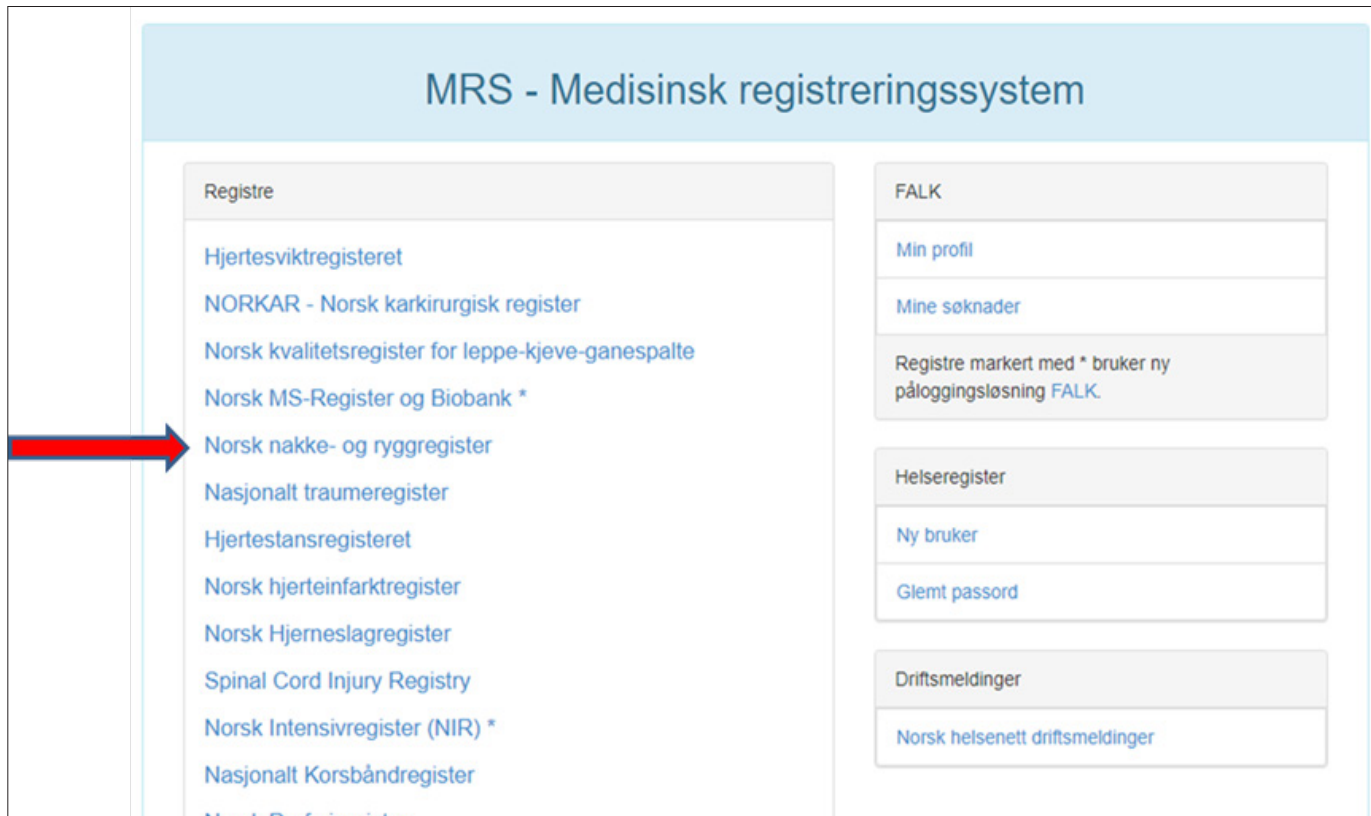 MRS - Medisinsk registreringssystem
Registre
Hjertesviktregisteret
NORKAR - Norsk karkirurgisk register
Norsk kvalitetsregister for leppe-kjeve-ganespalte
Norsk MS-Register og Biobank *
Norsk nakke- og ryggregister
Nasjonalt traumeregister
Hjertestansregisteret
Norsk hjerteinfarktregister
Norsk Hjerneslagregister
Spinal Cord Injury Registry
Norsk Intensivregister (NIR) *
Nasjonalt Korsbåndregister
FALK
Min profil
Mine søknader
Registre markert med * bruker ny
påloggingsløsning FALK.
Helseregister
Ny bruker
Glemt passord
Driftsmeldinger
Norsk helsenett driftsmeldinger